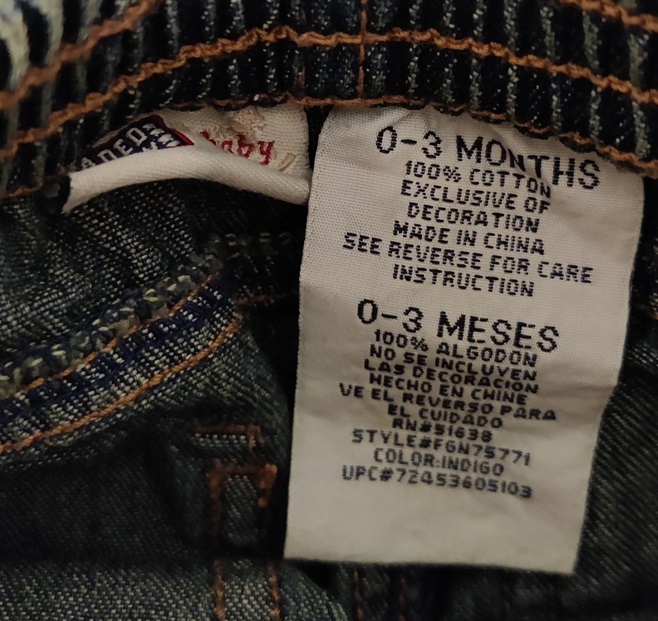 baby
0-3 MONTHS
100% COTTON
EXCLUSIVE OF
DECORATION
MADE IN CHINA
SEE REVERSE FOR CARE
INSTRUCTION
0-3 MESES
100% ALGODON
NO SE INCLUYEN
LAS DECORACION
HECHO EN CHINE
VE EL REVERSO PARA
EL CUIDADO
RN#51638
STYLE#FGN75771
COLOR:INDIGO
UPC#72453605103